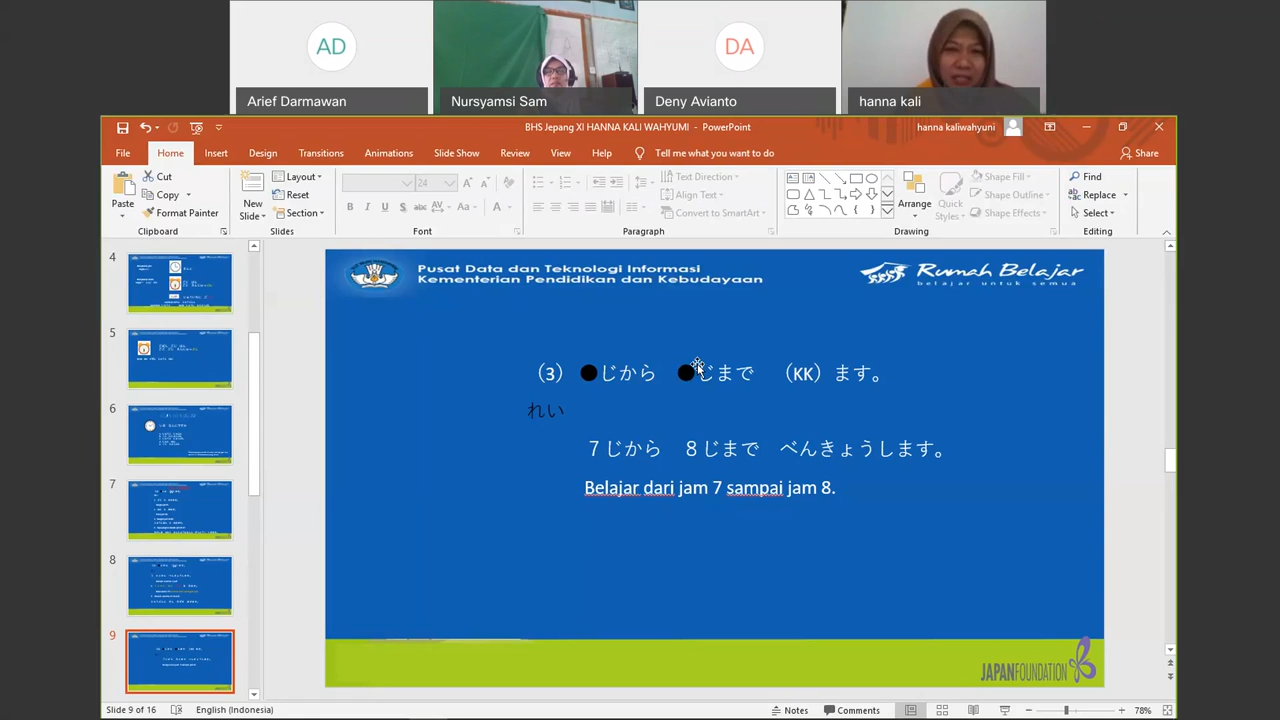 AD
DA
Arief Darmawan
Nursyamsi Sam
Deny Avianto
hanna kali
BHS Jepang XI HANNA KALI WAHYUMI - PowerPoint
hanna kaliwahyuni
File Home Insert Design Transitions Animations Slide Show Review View Help Tell me what you want to do Share
Paste
Cut
Copy
Format Painter
Clipboard
New Slide
Layout
Reset
Section
Slides
24
B I U S abc AV Aa A
Font
Text Direction
Align Text
Convert to SmartArt
Paragraph
Arrange
Quick Styles
Shape Fill
Shape Outline
Shape Effects
Drawing
Find
Replace
Select
Editing
4
5
6
7
8
9
Pusat Data dan Teknologi Informasi
Kementerian Pendidikan dan Kebudayaan
Rumah Belajar
belajar untuk semua
（3） ●じから ●じまで （KK）ます。
れい
７じから ８じまで べんきょうします。
Belajar dari jam 7 sampai jam 8.
JAPANFOUNDATION
Slide 9 of 16 English (Indonesia) Notes Comments 78%